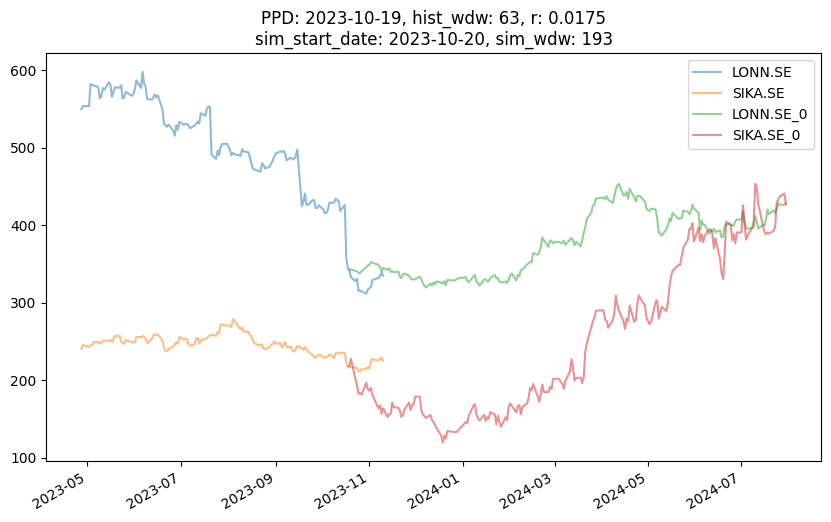 PPD: 2023-10-19, hist_wdw: 63, r: 0.0175
sim_start_date: 2023-10-20, sim_wdw: 193
LONN.SE
SIKA.SE
LONN.SE_0
SIKA.SE_0
600
500
400
300
200
100
2023-05
2023-07
2023-09
2023-11
2024-01
2024-03
2024-05
2024-07